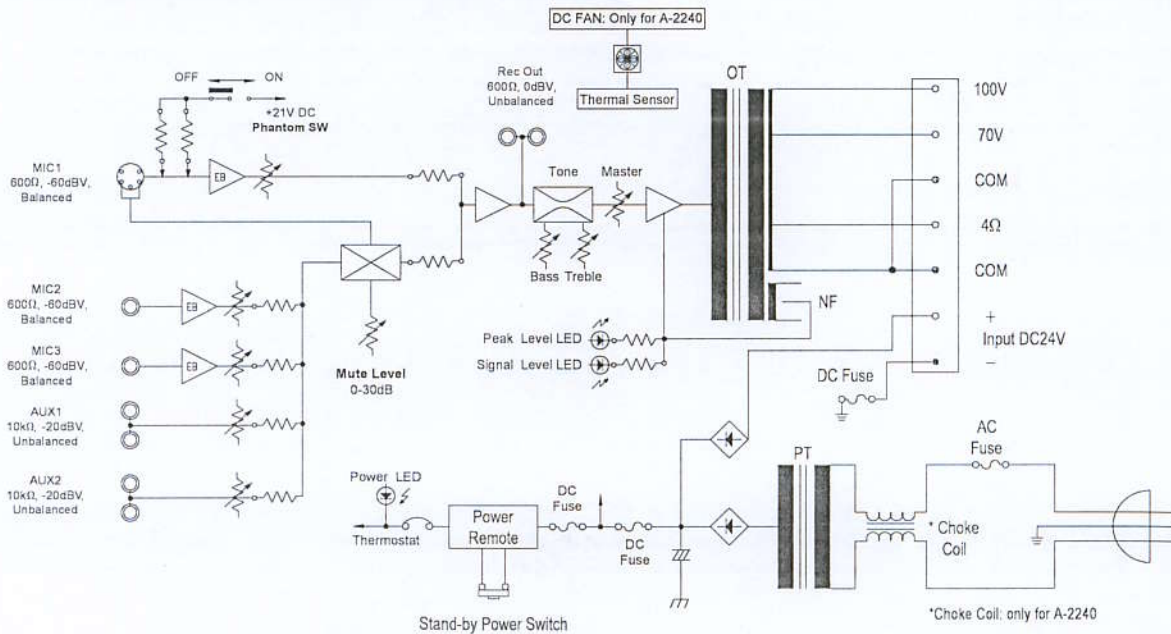 DC FAN: Only for A-2240
Thermal Sensor
Rec Out
600Ω, 0dBV,
Unbalanced
OFF
ON
+21V DC
Phantom SW
MIC1
600Ω, -60dBV,
Balanced
EB
Tone
Master
Bass Treble
OT
100V
70V
COM
4Ω
COM
+
Input DC24V
−
NF
MIC2
600Ω, -60dBV,
Balanced
EB
MIC3
600Ω, -60dBV,
Balanced
EB
Mute Level
0-30dB
Peak Level LED
Signal Level LED
DC Fuse
AUX1
10kΩ, -20dBV,
Unbalanced
AUX2
10kΩ, -20dBV,
Unbalanced
Power LED
Thermostat
Power
Remote
DC
Fuse
DC
Fuse
PT
AC
Fuse
* Choke
Coil
Stand-by Power Switch
*Choke Coil: only for A-2240